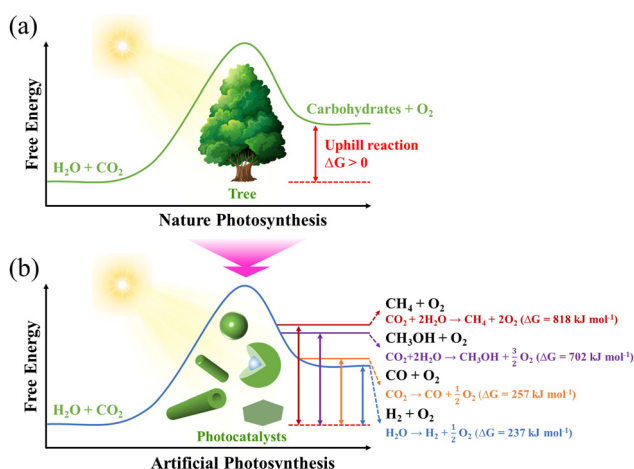 (a)
Free Energy
H₂O + CO₂
Carbohydrates + O₂
Uphill reaction
ΔG > 0
Tree
Nature Photosynthesis
(b)
Free Energy
H₂O + CO₂
Photocatalysts
CH₄ + O₂
CO₂ + 2H₂O → CH₄ + 2O₂ (ΔG = 818 kJ mol⁻¹)
CH₃OH + O₂
CO₂+2H₂O → CH₃OH + 3/2 O₂ (ΔG = 702 kJ mol⁻¹)
CO + O₂
CO₂ → CO + 1/2 O₂ (ΔG = 257 kJ mol⁻¹)
H₂ + O₂
H₂O → H₂ + 1/2 O₂ (ΔG = 237 kJ mol⁻¹)
Artificial Photosynthesis